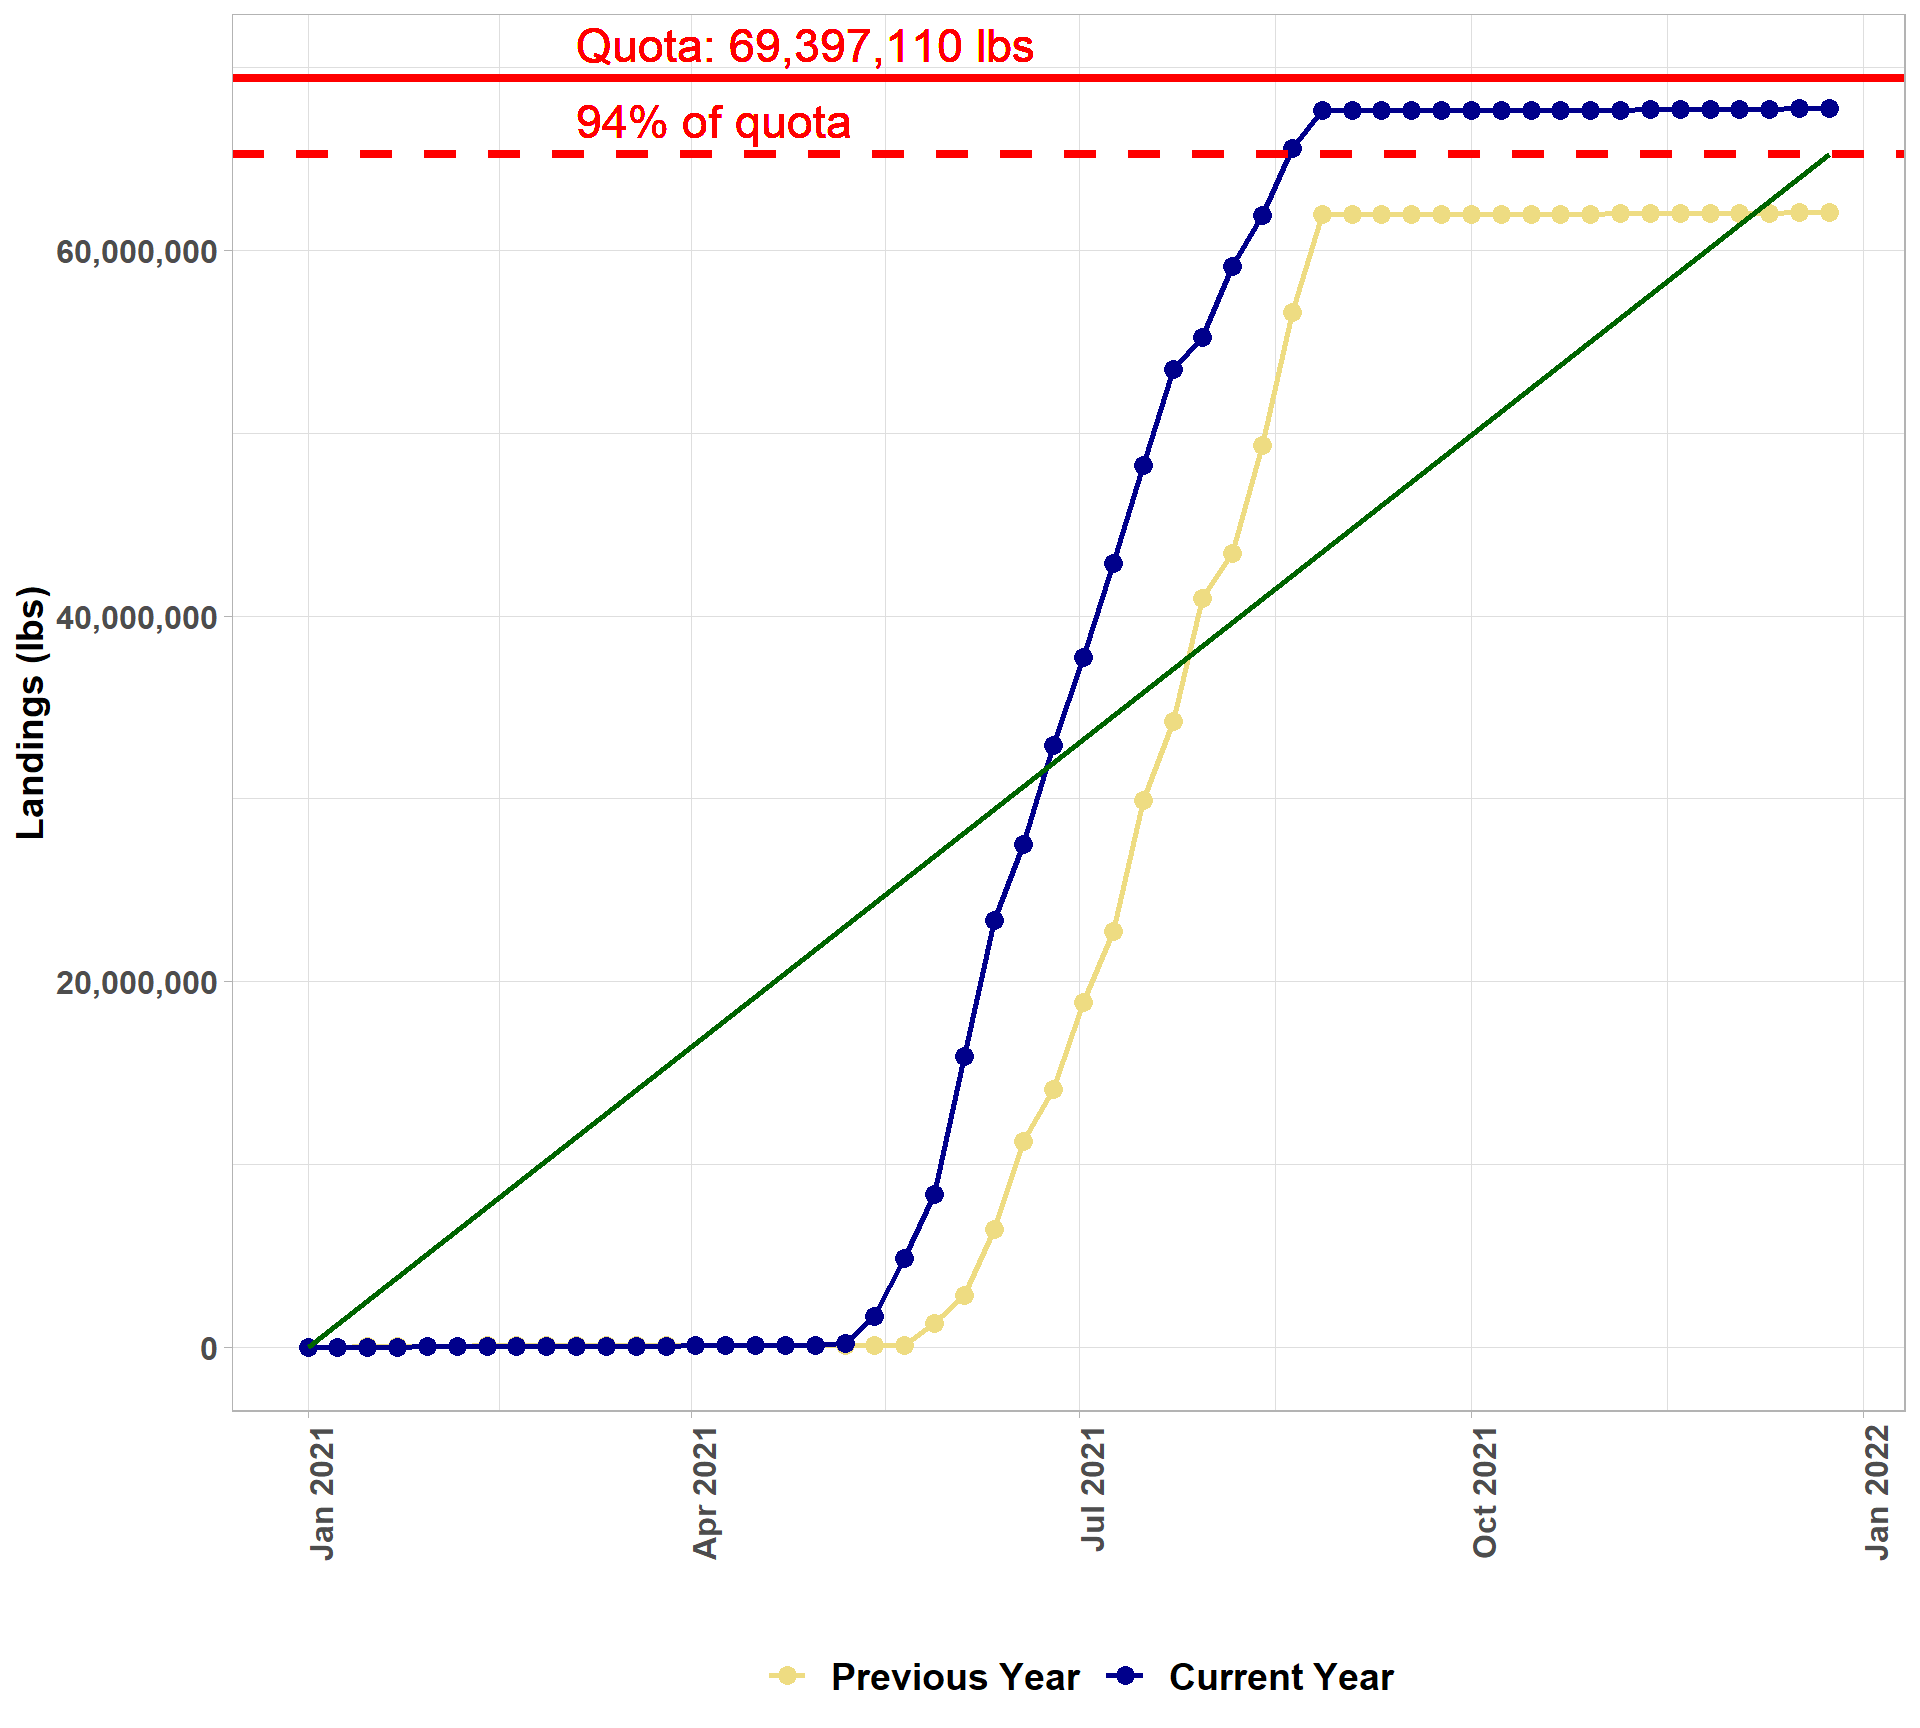 Quota: 69,397,110 lbs
94% of quota
60,000,000
40,000,000
20,000,000
0
Landings (lbs)
Jan 2021
Apr 2021
Jul 2021
Oct 2021
Jan 2022
Previous Year
Current Year